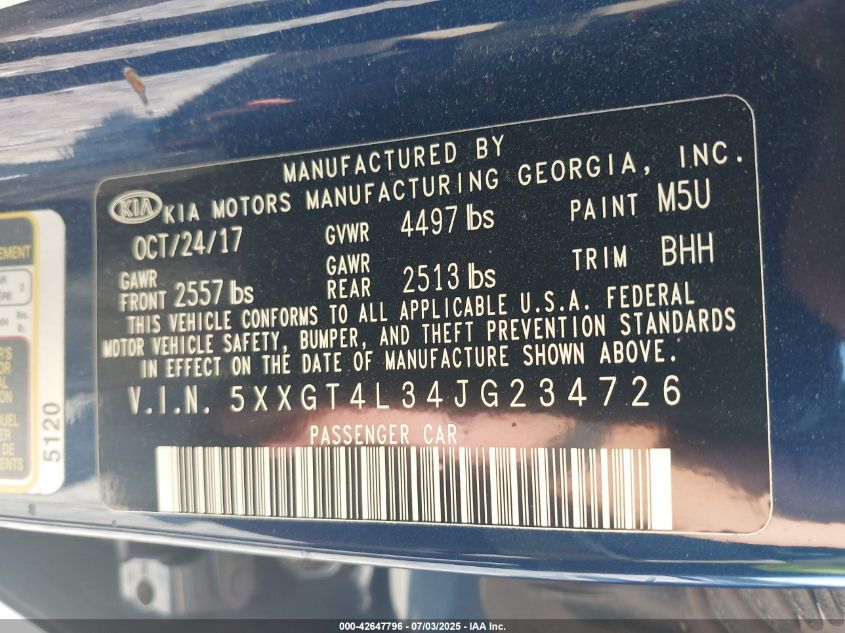 MANUFACTURED BY
KIA KIA MOTORS MANUFACTURING GEORGIA, INC.
OCT/24/17 GVWR 4497 lbs PAINT M5U
GAWR FRONT 2557 lbs GAWR REAR 2513 lbs TRIM BHH
THIS VEHICLE CONFORMS TO ALL APPLICABLE U.S.A. FEDERAL
MOTOR VEHICLE SAFETY, BUMPER, AND THEFT PREVENTION STANDARDS
IN EFFECT ON THE DATE OF MANUFACTURE SHOWN ABOVE.
V.I.N. 5XXGT4L34JG234726
PASSENGER CAR
5120
000-42647796 - 07/03/2025 - IAA Inc.